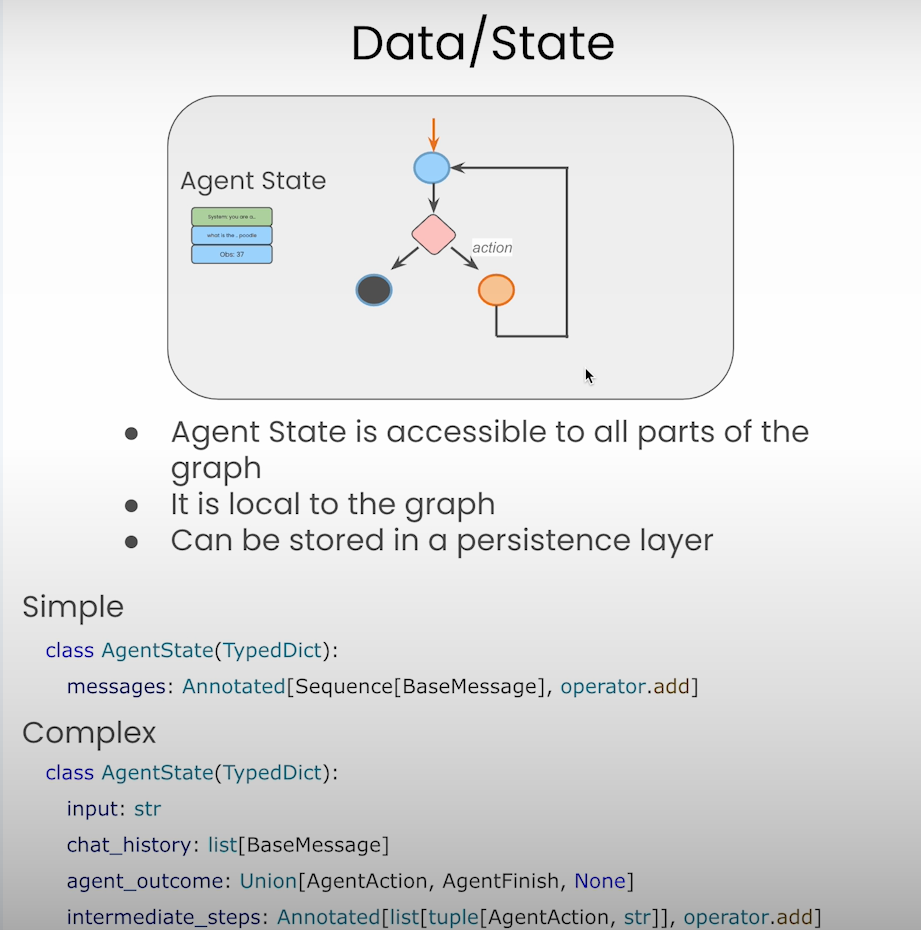 Data/State
Agent State
System: you are a..
what is the .. poodle
Obs: 37
action
● Agent State is accessible to all parts of the
graph
● It is local to the graph
● Can be stored in a persistence layer
Simple
class AgentState(TypedDict):
messages: Annotated[Sequence[BaseMessage], operator.add]
Complex
class AgentState(TypedDict):
input: str
chat_history: list[BaseMessage]
agent_outcome: Union[AgentAction, AgentFinish, None]
intermediate_steps: Annotated[list[tuple[AgentAction, str]], operator.add]